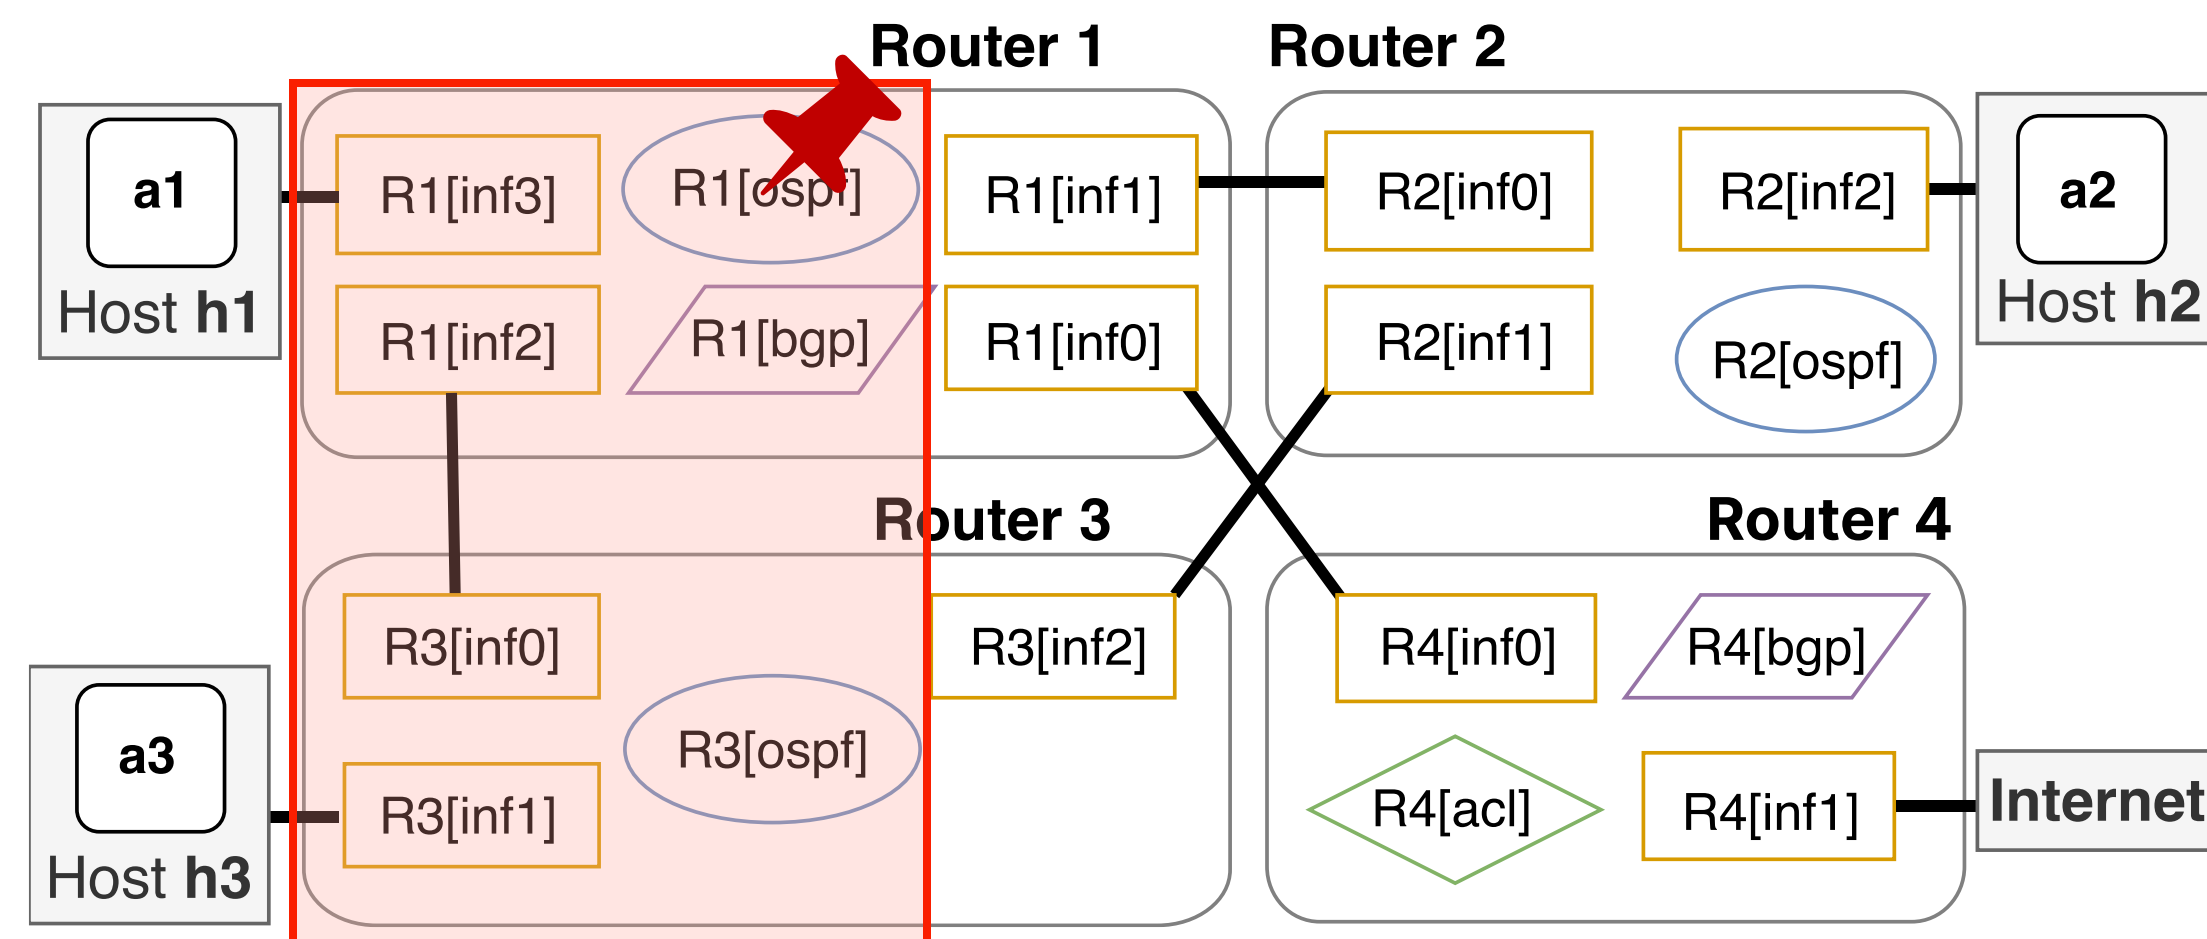 Router 1
Router 2
a1
Host h1
R1[inf3]
R1[ospf]
R1[inf1]
R1[inf2]
R1[bgp]
R1[inf0]
R2[inf0]
R2[inf2]
R2[inf1]
R2[ospf]
a2
Host h2
Router 3
Router 4
a3
Host h3
R3[inf0]
R3[inf2]
R3[inf1]
R3[ospf]
R4[inf0]
R4[bgp]
R4[acl]
R4[inf1]
Internet